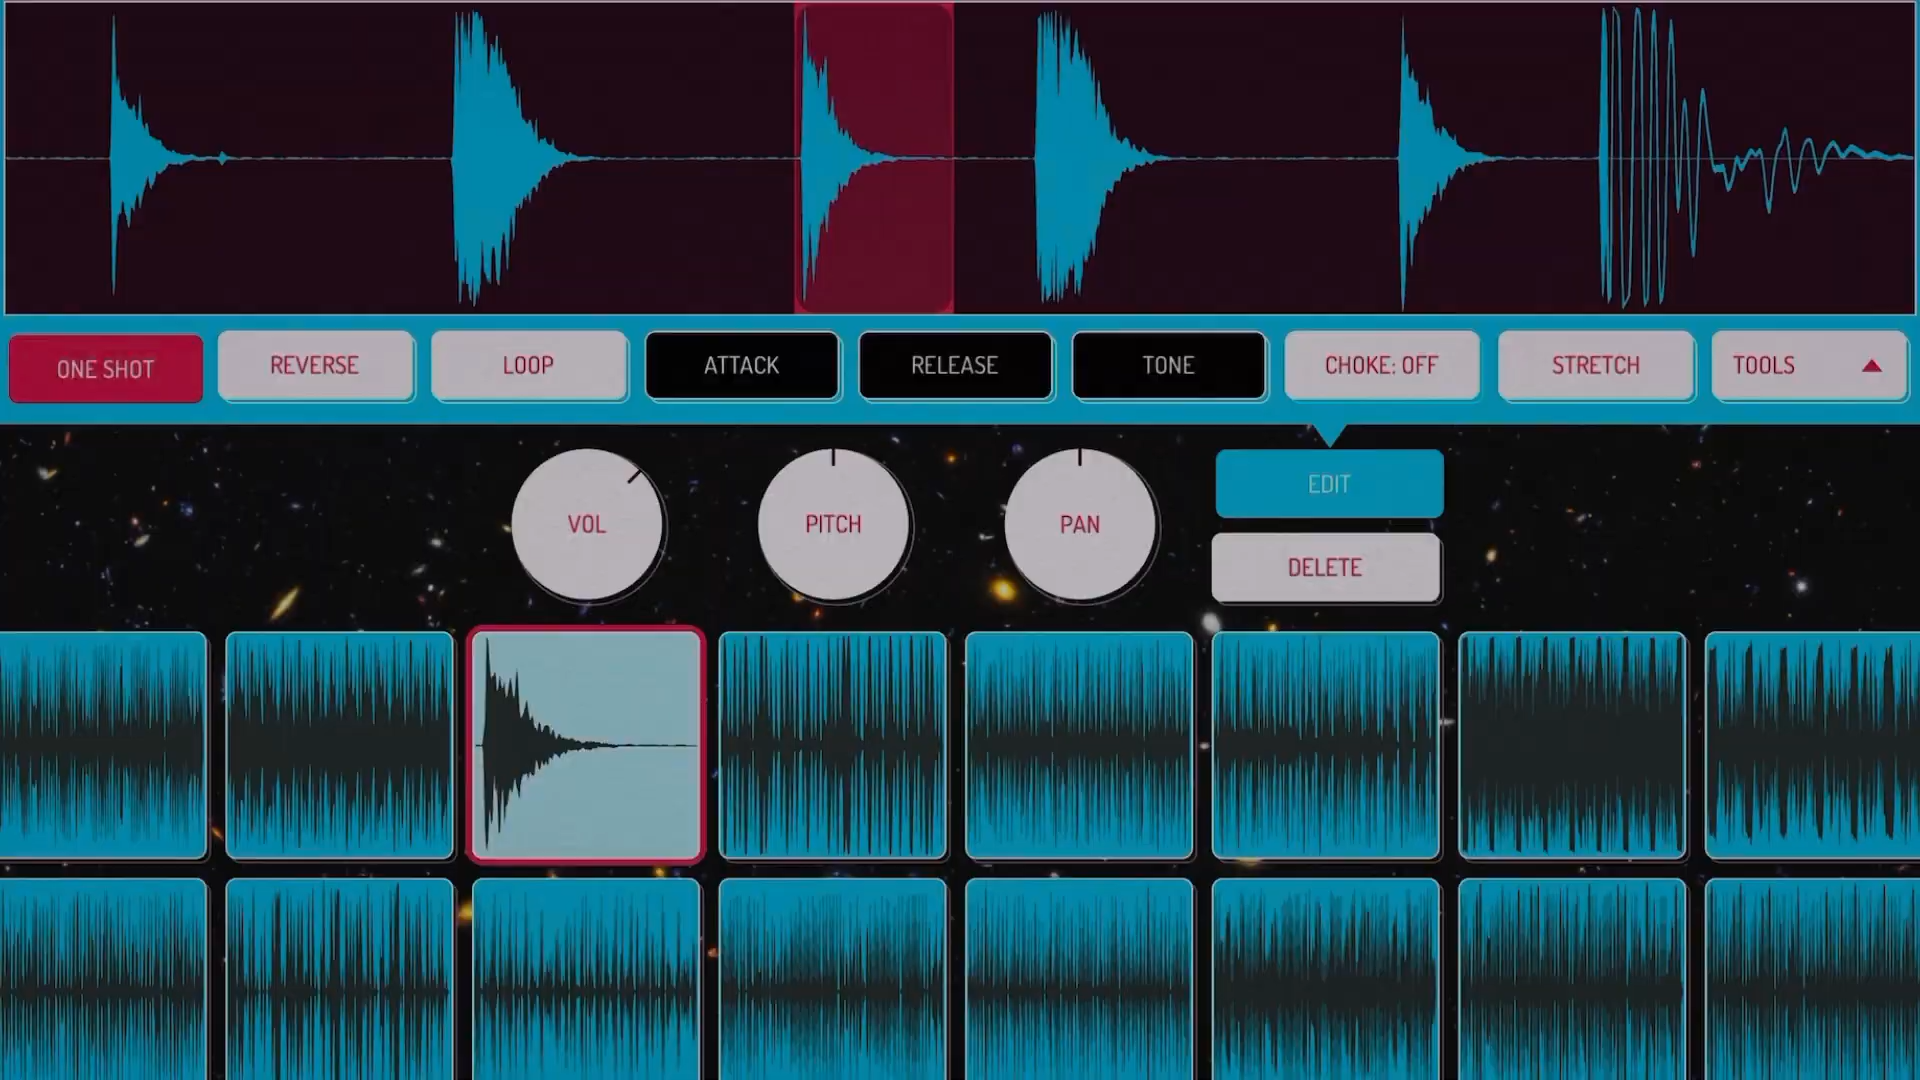 ONE SHOT
REVERSE
LOOP
ATTACK
RELEASE
TONE
CHOKE: OFF
STRETCH
TOOLS
VOL
PITCH
PAN
EDIT
DELETE